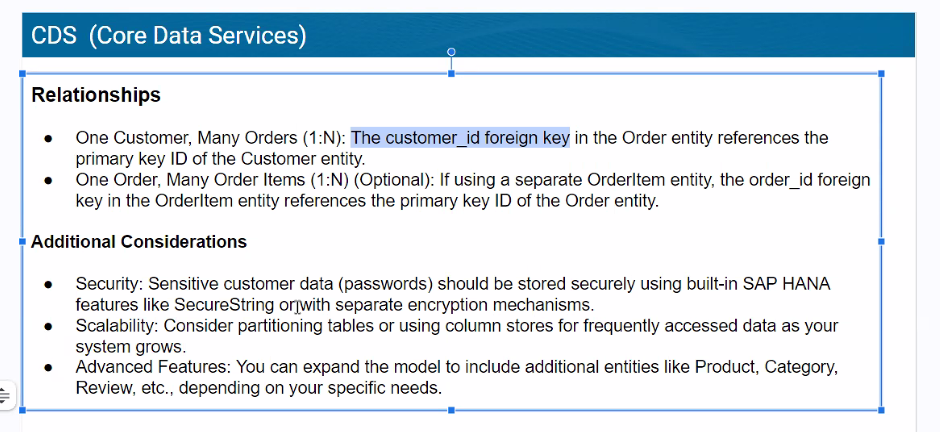 CDS (Core Data Services)
Relationships
● One Customer, Many Orders (1:N): The customer_id foreign key in the Order entity references the
primary key ID of the Customer entity.
● One Order, Many Order Items (1:N) (Optional): If using a separate OrderItem entity, the order_id foreign
key in the OrderItem entity references the primary key ID of the Order entity.
Additional Considerations
● Security: Sensitive customer data (passwords) should be stored securely using built-in SAP HANA
features like SecureString or with separate encryption mechanisms.
● Scalability: Consider partitioning tables or using column stores for frequently accessed data as your
system grows.
● Advanced Features: You can expand the model to include additional entities like Product, Category,
Review, etc., depending on your specific needs.